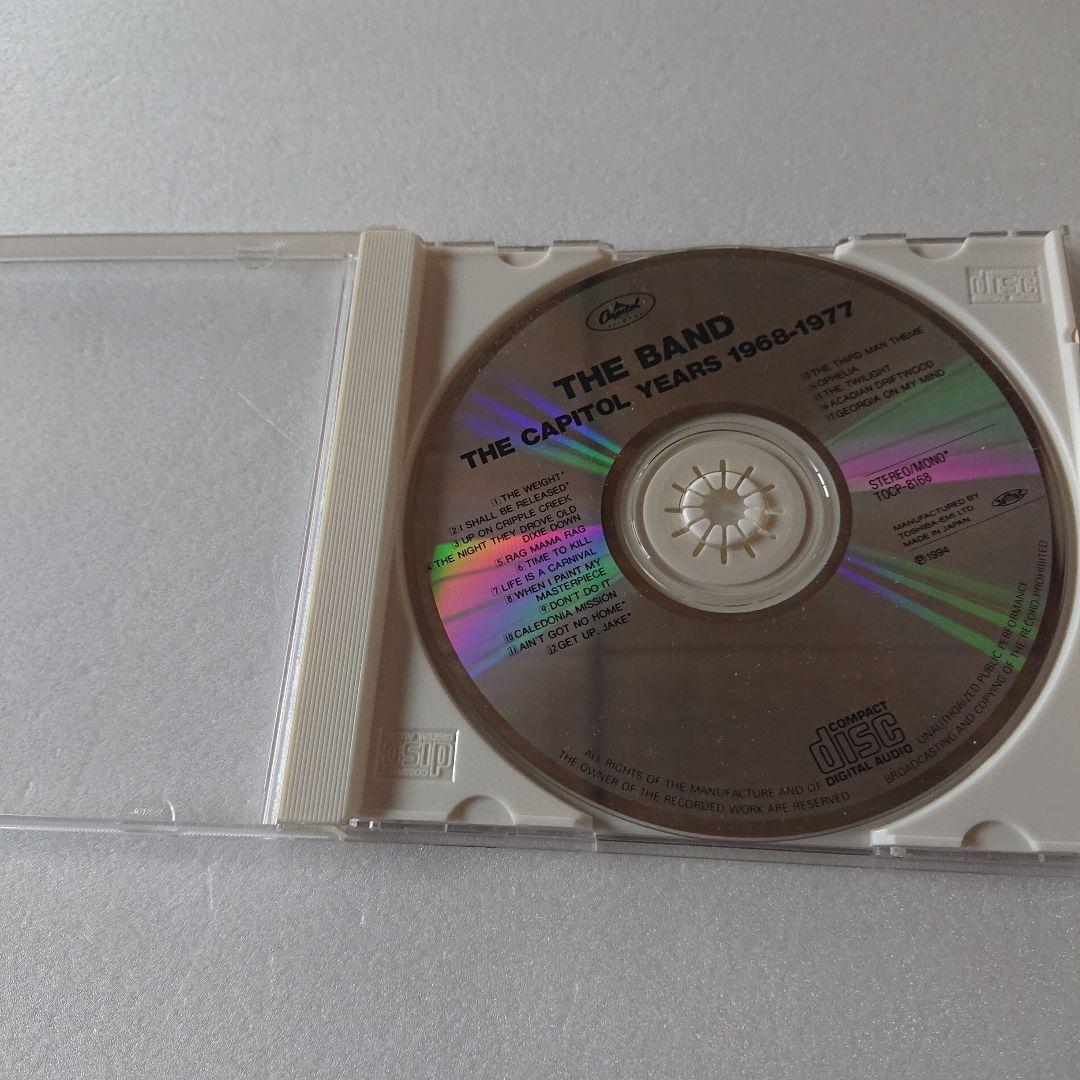 Capitol
RECORDS
THE BAND
THE CAPITOL YEARS 1968-1977
1 THE WEIGHT*
2 I SHALL BE RELEASED*
3 UP ON CRIPPLE CREEK
4 THE NIGHT THEY DROVE OLD
DIXIE DOWN
5 RAG MAMA RAG
6 TIME TO KILL
7 LIFE IS A CARNIVAL
8 WHEN I PAINT MY
MASTERPIECE
9 DON'T DO IT
10 CALEDONIA MISSION
11 AIN'T GOT NO HOME*
12 GET UP, JAKE*
13 THE THIRD MAN THEME
14 OPHELIA
15 THE TWILIGHT
16 ACADIAN DRIFTWOOD
17 GEORGIA ON MY MIND
STEREO/MONO*
TOCP-8168
MANUFACTURED BY
TOSHIBA-EMI LTD
MADE IN JAPAN
℗1994
COMPACT
disc
DIGITAL AUDIO
ALL RIGHTS OF THE MANUFACTURE AND OF
THE OWNER OF THE RECORDED WORK ARE RESERVED
UNAUTHORIZED PUBLIC PERFORMANCE
BROADCASTING AND COPYING OF THE RECORD PROHIBITED
disc
COMPACT
disc
DIGITAL AUDIO